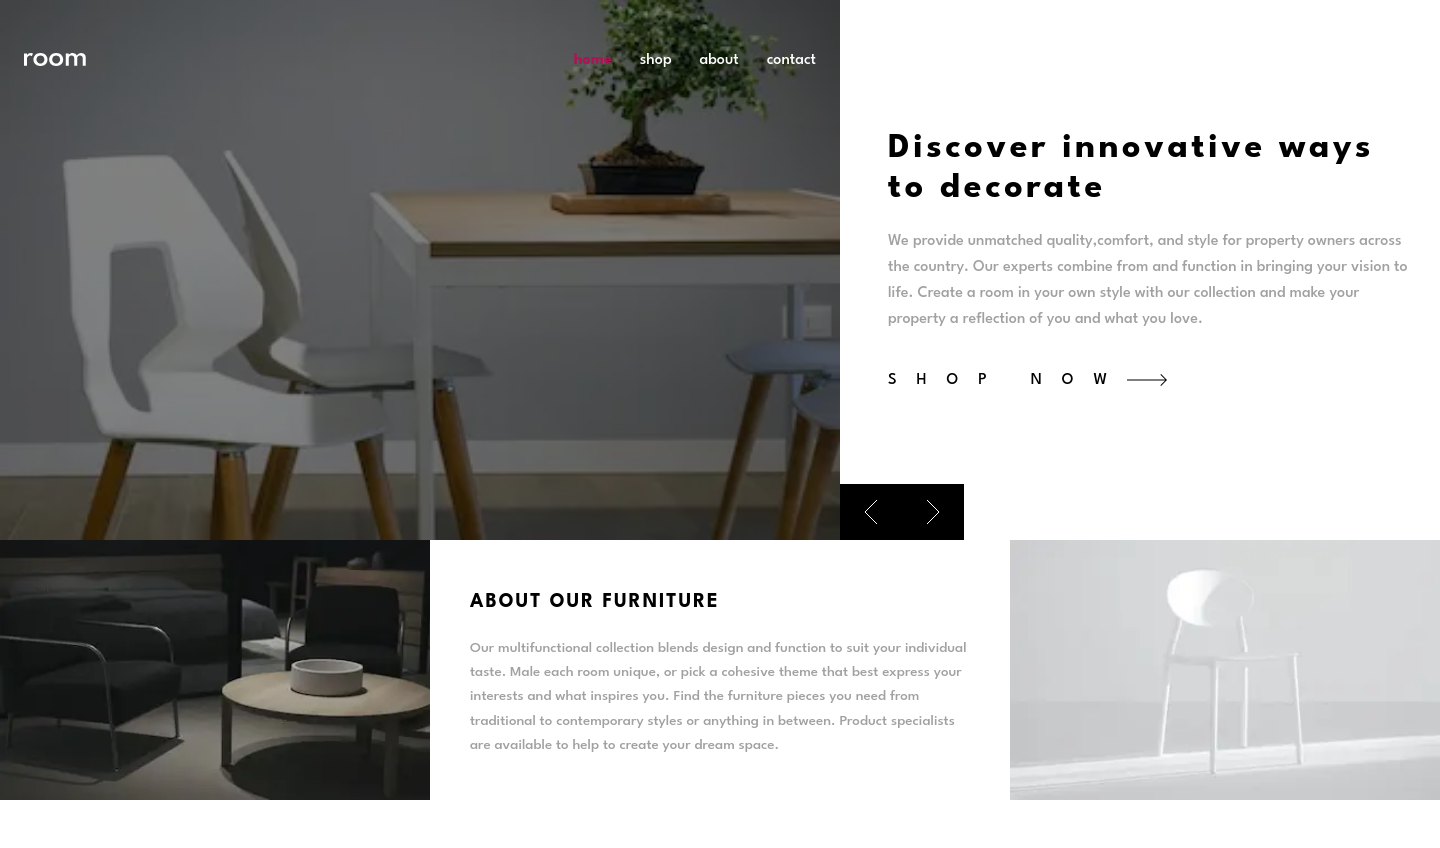 room
home shop about contact
Discover innovative ways
to decorate
We provide unmatched quality,comfort, and style for property owners across
the country. Our experts combine from and function in bringing your vision to
life. Create a room in your own style with our collection and make your
property a reflection of you and what you love.
SHOP NOW
ABOUT OUR FURNITURE
Our multifunctional collection blends design and function to suit your individual
taste. Male each room unique, or pick a cohesive theme that best express your
interests and what inspires you. Find the furniture pieces you need from
traditional to contemporary styles or anything in between. Product specialists
are available to help to create your dream space.